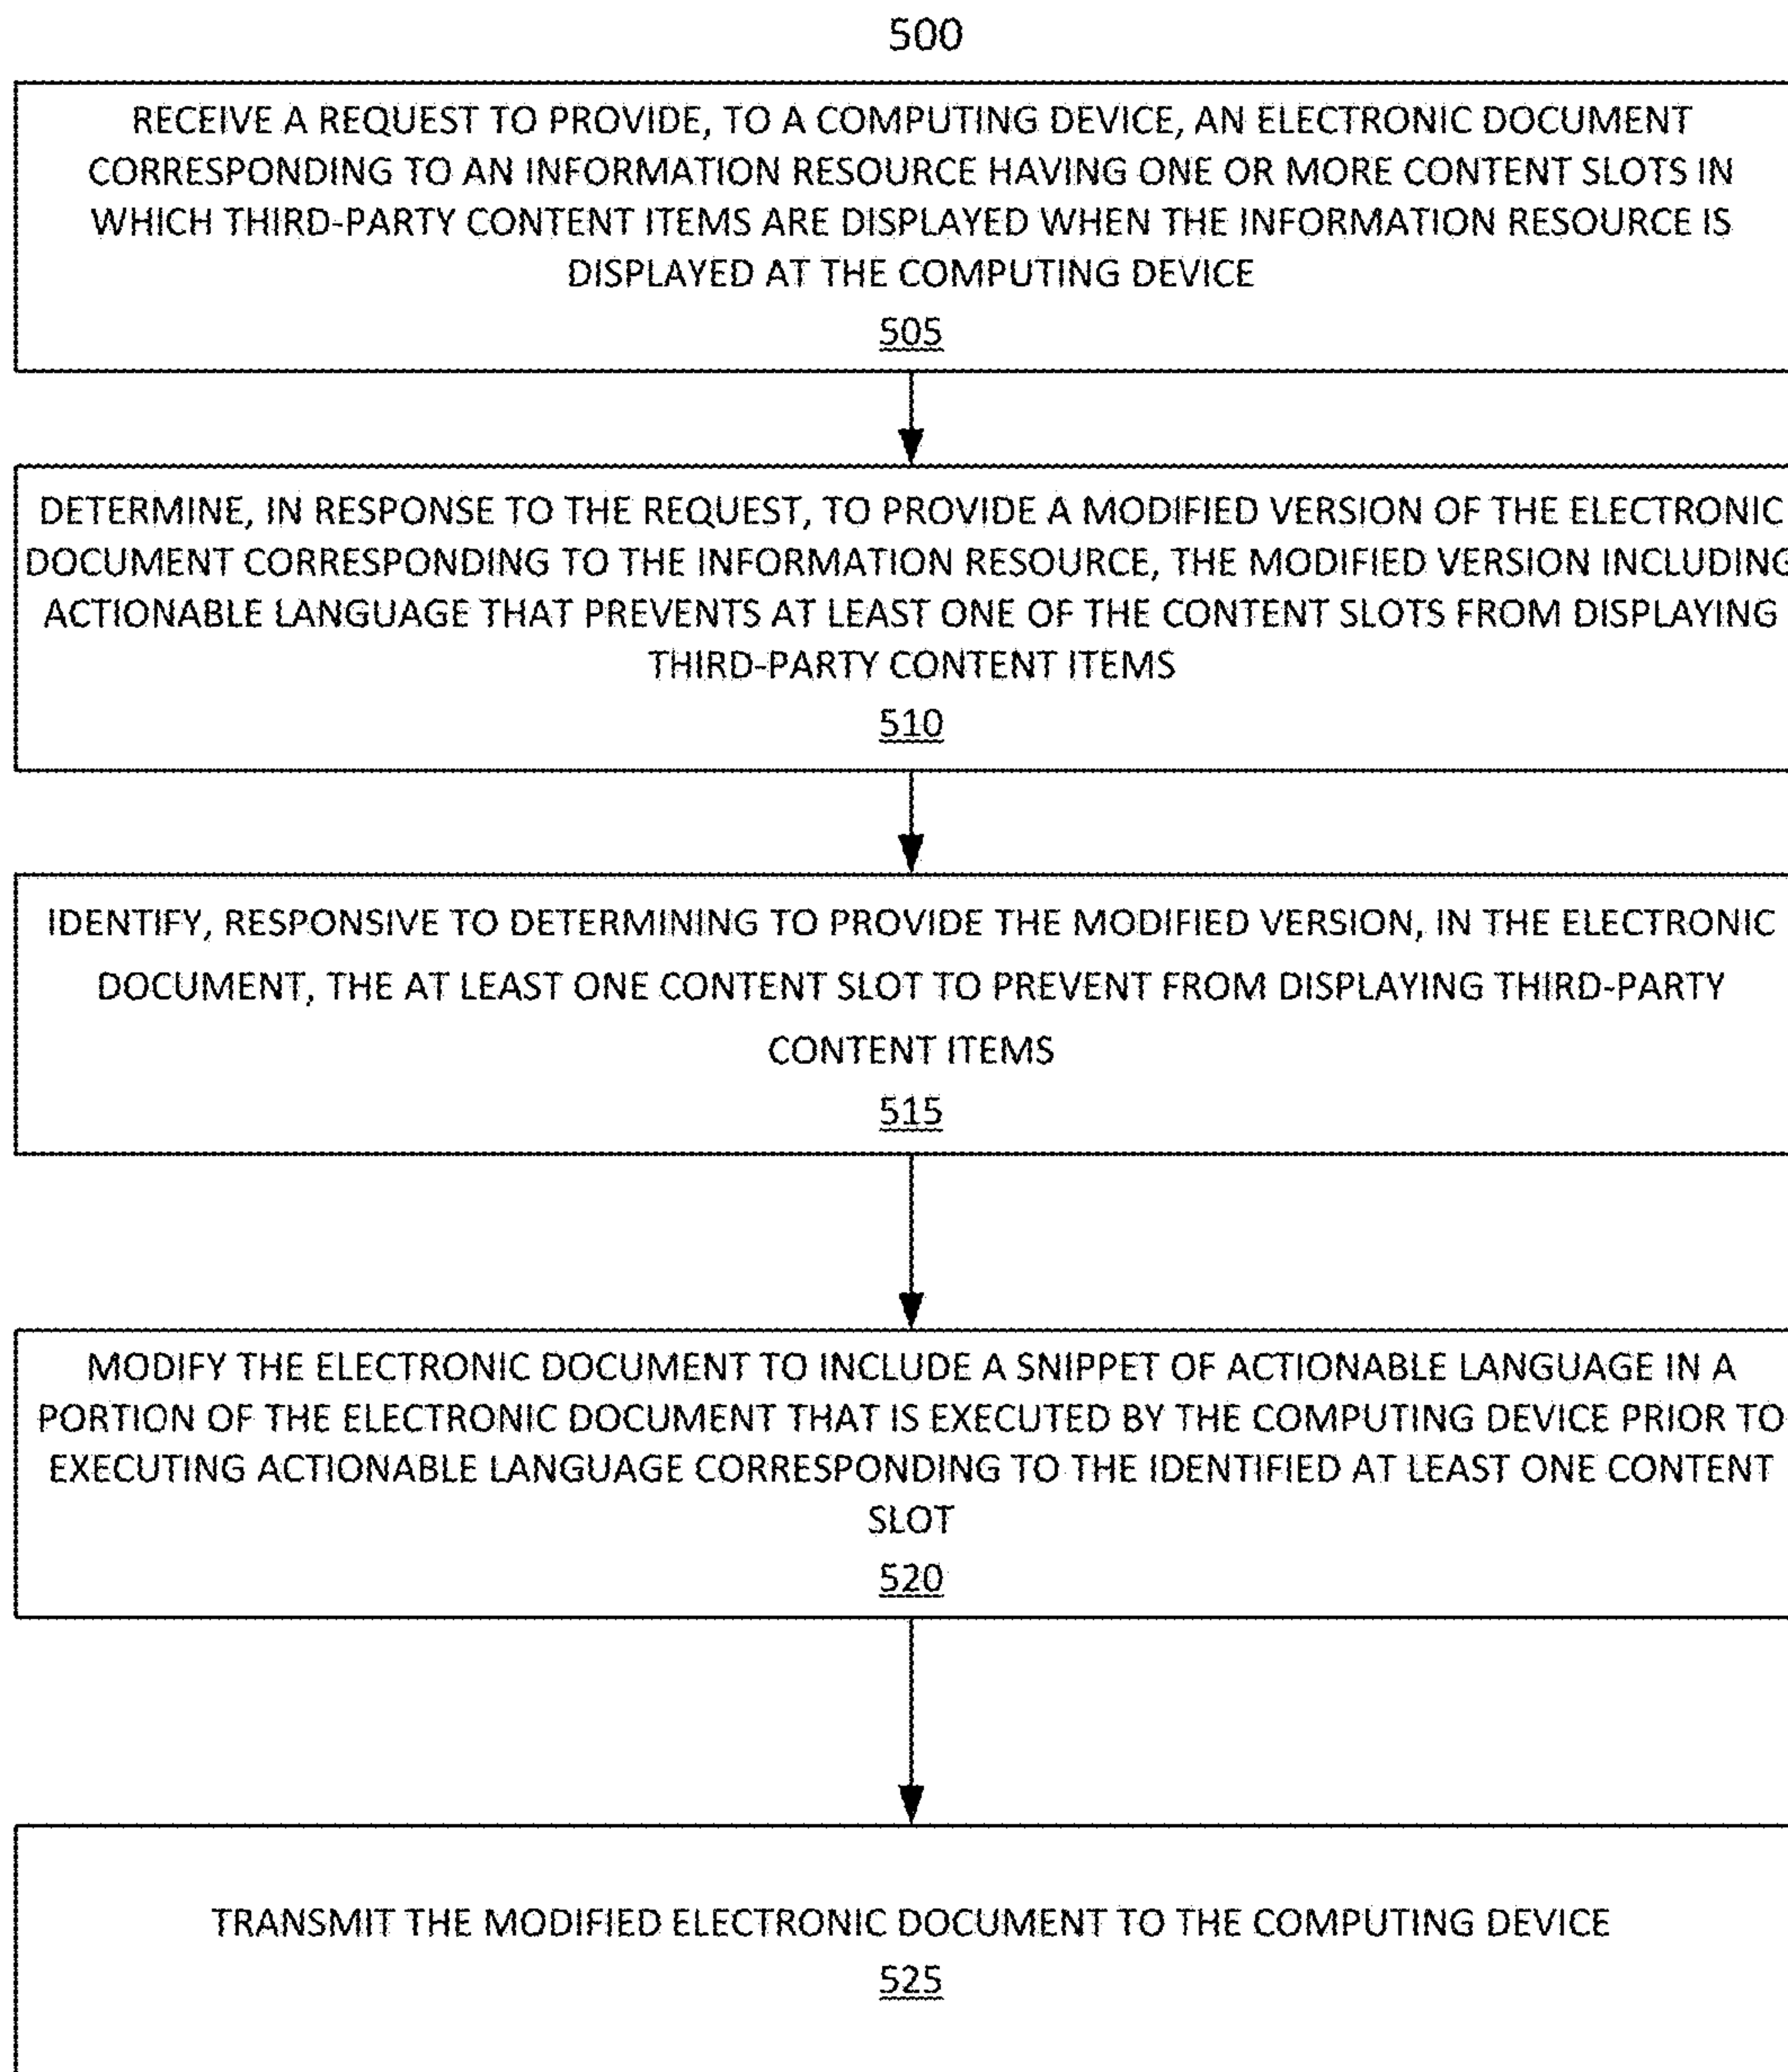 500
RECEIVE A REQUEST TO PROVIDE, TO A COMPUTING DEVICE, AN ELECTRONIC DOCUMENT
CORRESPONDING TO AN INFORMATION RESOURCE HAVING ONE OR MORE CONTENT SLOTS IN
WHICH THIRD-PARTY CONTENT ITEMS ARE DISPLAYED WHEN THE INFORMATION RESOURCE IS
DISPLAYED AT THE COMPUTING DEVICE
505
DETERMINE, IN RESPONSE TO THE REQUEST, TO PROVIDE A MODIFIED VERSION OF THE ELECTRONIC
DOCUMENT CORRESPONDING TO THE INFORMATION RESOURCE, THE MODIFIED VERSION INCLUDING
ACTIONABLE LANGUAGE THAT PREVENTS AT LEAST ONE OF THE CONTENT SLOTS FROM DISPLAYING
THIRD-PARTY CONTENT ITEMS
510
IDENTIFY, RESPONSIVE TO DETERMINING TO PROVIDE THE MODIFIED VERSION, IN THE ELECTRONIC
DOCUMENT, THE AT LEAST ONE CONTENT SLOT TO PREVENT FROM DISPLAYING THIRD-PARTY
CONTENT ITEMS
515
MODIFY THE ELECTRONIC DOCUMENT TO INCLUDE A SNIPPET OF ACTIONABLE LANGUAGE IN A
PORTION OF THE ELECTRONIC DOCUMENT THAT IS EXECUTED BY THE COMPUTING DEVICE PRIOR TO
EXECUTING ACTIONABLE LANGUAGE CORRESPONDING TO THE IDENTIFIED AT LEAST ONE CONTENT
SLOT
520
TRANSMIT THE MODIFIED ELECTRONIC DOCUMENT TO THE COMPUTING DEVICE
525